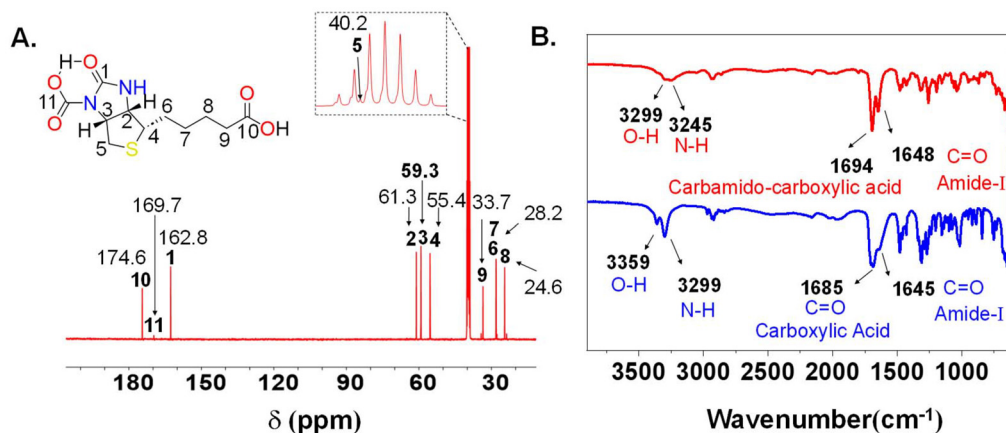 A.
40.2
5
H
O
1
O
NH
11
O
N
H
3
2
H
4
5
S
6
7
8
9
10
O
OH
169.7
174.6
162.8
10
1
11
59.3
61.3
55.4
33.7
28.2
2 3 4
7
6
9
8
24.6
180 150 120 90 60 30
δ (ppm)
B.
3299
O-H
3245
N-H
1694
1648
C=O
Carbamido-carboxylic acid
Amide-I
3359
O-H
3299
N-H
1685
C=O
Carboxylic Acid
1645
C=O
Amide-I
3500 3000 2500 2000 1500 1000
Wavenumber(cm-1)